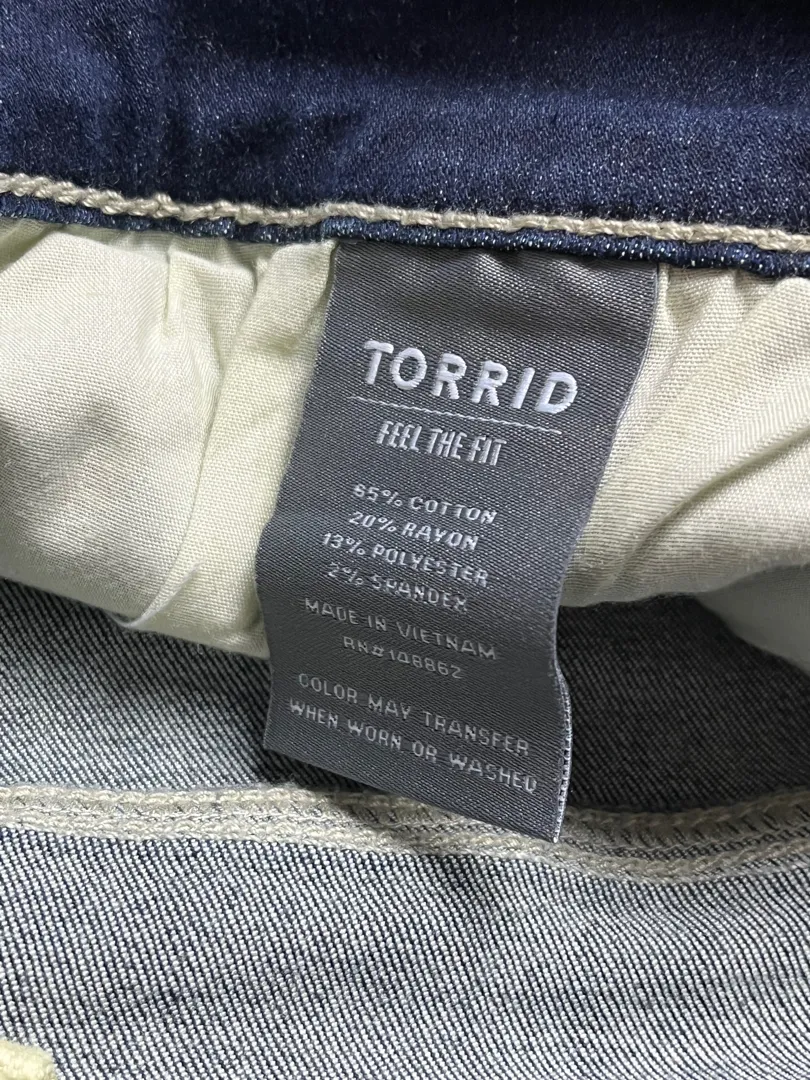 TORRID
FEEL THE FIT
65% COTTON
20% RAYON
13% POLYESTER
2% SPANDEX
MADE IN VIETNAM
RN#148862
COLOR MAY TRANSFER
WHEN WORN OR WASHED